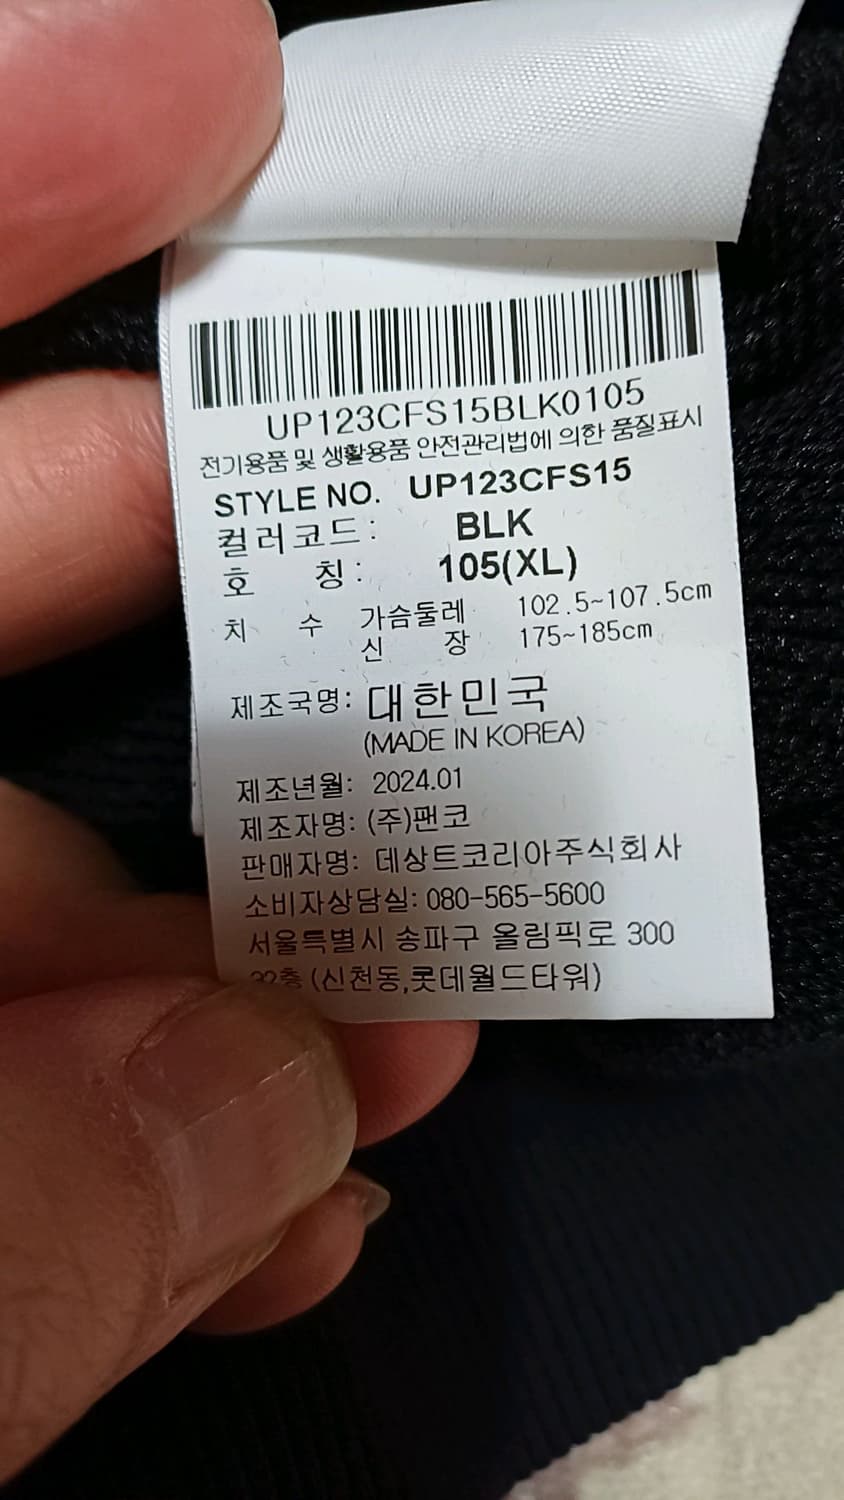 UP123CFS15BLK0105
전기용품 및 생활용품 안전관리법에 의한 품질표시
STYLE NO. UP123CFS15
컬러코드: BLK
호 칭: 105(XL)
치 수 가슴둘레 102.5~107.5cm
신 장 175~185cm
제조국명: 대한민국
(MADE IN KOREA)
제조년월: 2024.01
제조자명: (주)팬코
판매자명: 데상트코리아주식회사
소비자상담실: 080-565-5600
서울특별시 송파구 올림픽로 300
32층 (신천동,롯데월드타워)